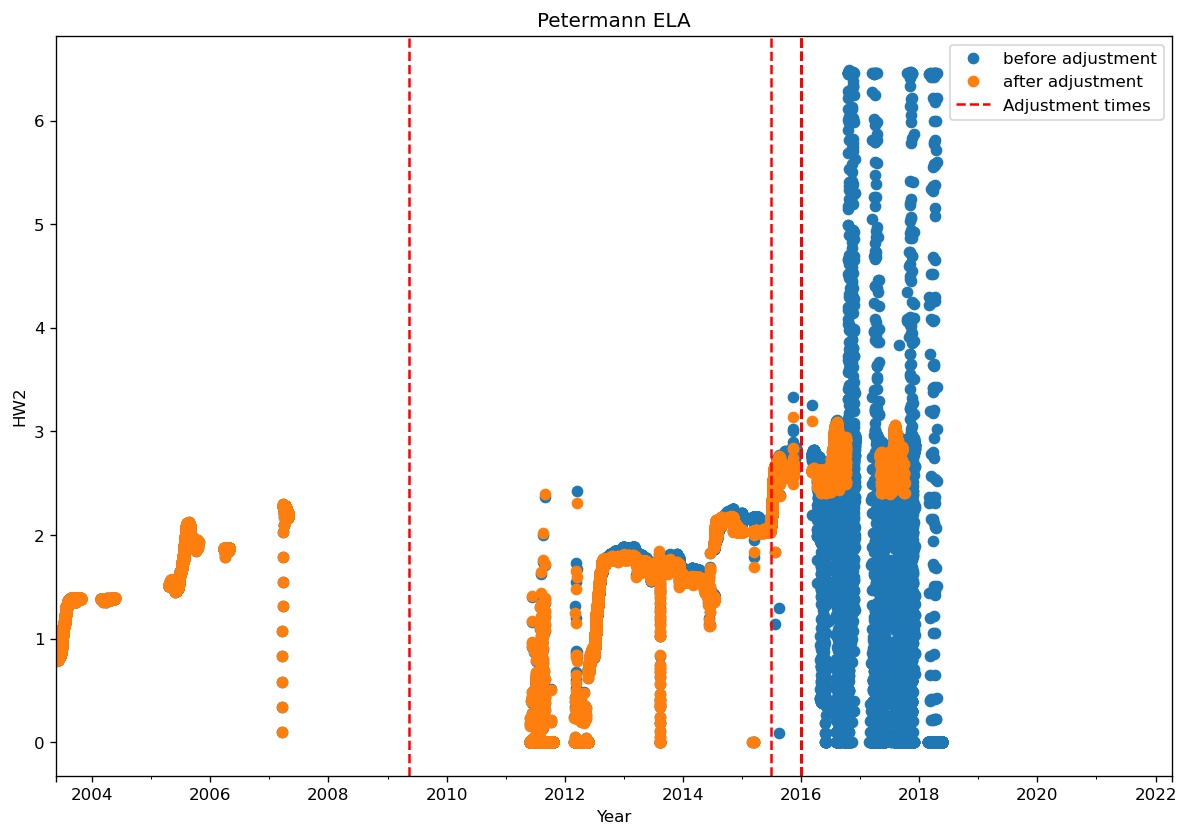 Petermann ELA
before adjustment
after adjustment
Adjustment times
HW2
6
5
4
3
2
1
0
2004 2006 2008 2010 2012 2014 2016 2018 2020 2022
Year